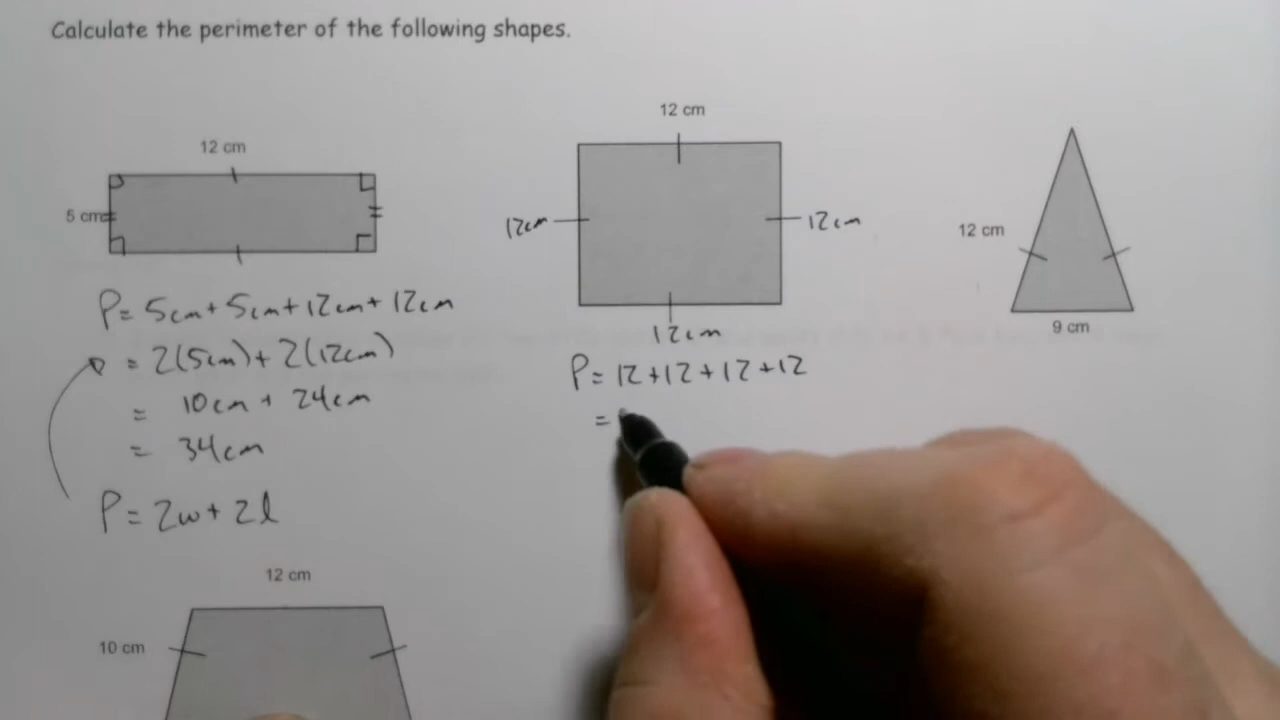 Calculate the perimeter of the following shapes.
12 cm
5 cm
P = 5cm + 5cm + 12cm + 12cm
= 2(5cm) + 2(12cm)
= 10cm + 24cm
= 34cm
P = 2w + 2l
12 cm
12cm
12cm
12cm
P = 12 + 12 + 12 + 12
=
12 cm
9 cm
12 cm
10 cm